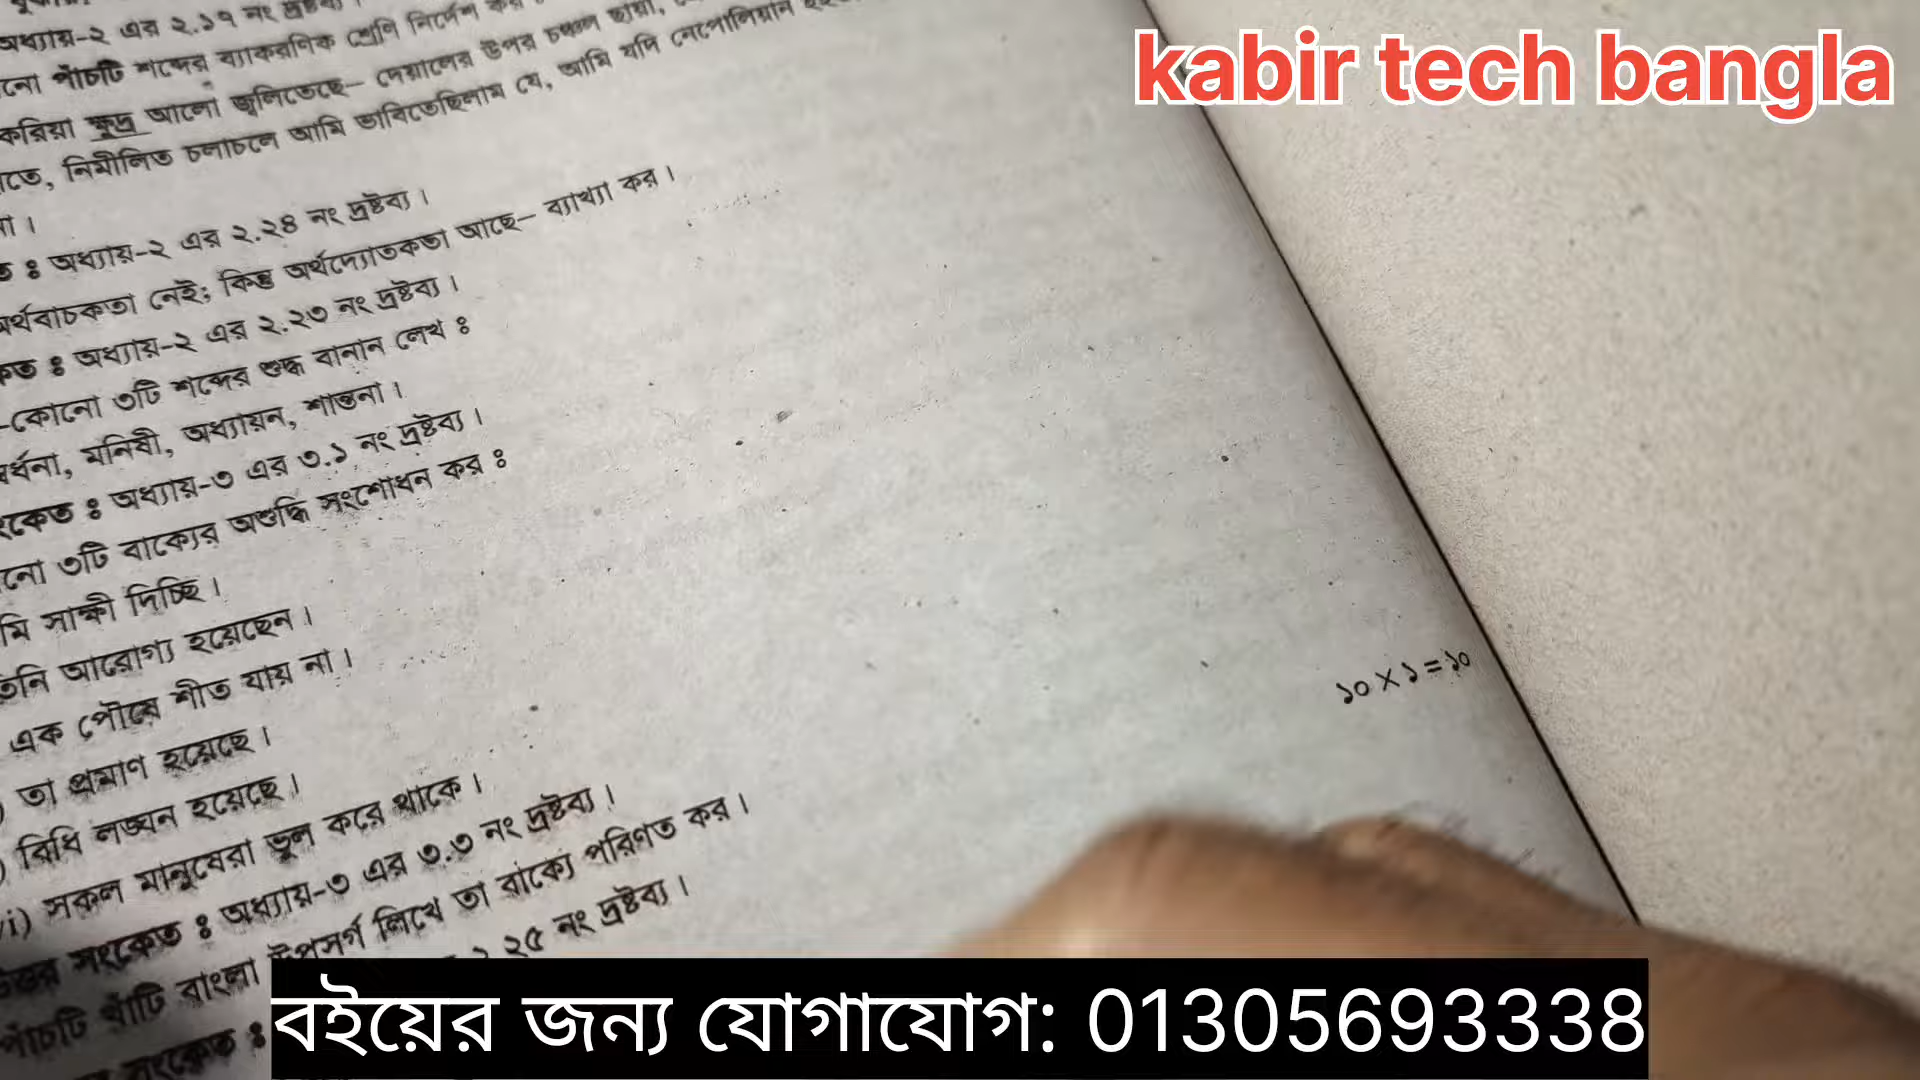 kabir tech bangla
অধ্যায়-২ এর ২.১৭ নং দ্রষ্টব্য।
পাঁচটি শব্দের ব্যাকরণিক শ্রেণি নির্দেশ কর
করিয়া ক্ষুদ্র আলো জ্বলিতেছে– দেয়ালের উপর চঞ্চল ছায়া,
নিমীলিত চলাচলে আমি ভাবিতেছিলাম যে, আমি যদি নেপোলিয়ান
ঃ অধ্যায়-২ এর ২.২৪ নং দ্রষ্টব্য।
অর্থবাচকতা নেই; কিন্তু অর্থদ্যোতকতা আছে– ব্যাখ্যা কর।
ঃ অধ্যায়-২ এর ২.২৩ নং দ্রষ্টব্য।
-কোনো ৩টি শব্দের শুদ্ধ বানান লেখ ঃ
মনিষী, অধ্যায়ন, শান্তনা।
ঃ অধ্যায়-৩ এর ৩.১ নং দ্রষ্টব্য।
৩টি বাক্যের অশুদ্ধি সংশোধন কর ঃ
সাক্ষী দিচ্ছি।
তিনি আরোগ্য হয়েছেন।
এক পৌষে শীত যায় না।
) তা প্রমাণ হয়েছে।
) বিধি লঙ্ঘন হয়েছে।
vi) সকল মানুষেরা ভুল করে থাকে।
উত্তর সংকেত ঃ অধ্যায়-৩ এর ৩.৩ নং দ্রষ্টব্য।
পাঁচটি খাঁটি বাংলা উপসর্গ লিখে তা বাক্যে পরিণত কর।
সংকেত ঃ ২৫ নং দ্রষ্টব্য।
১০ × ১ = ১০
বইয়ের জন্য যোগাযোগ: 01305693338